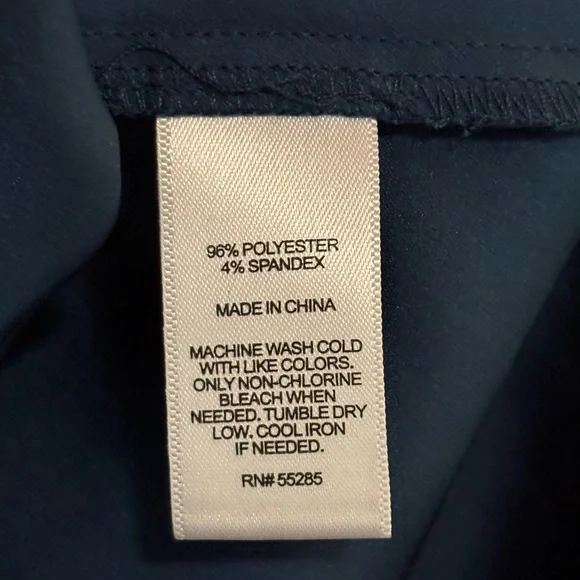 96% POLYESTER
4% SPANDEX
MADE IN CHINA
MACHINE WASH COLD
WITH LIKE COLORS.
ONLY NON-CHLORINE
BLEACH WHEN
NEEDED. TUMBLE DRY
LOW. COOL IRON
IF NEEDED.
RN# 55285